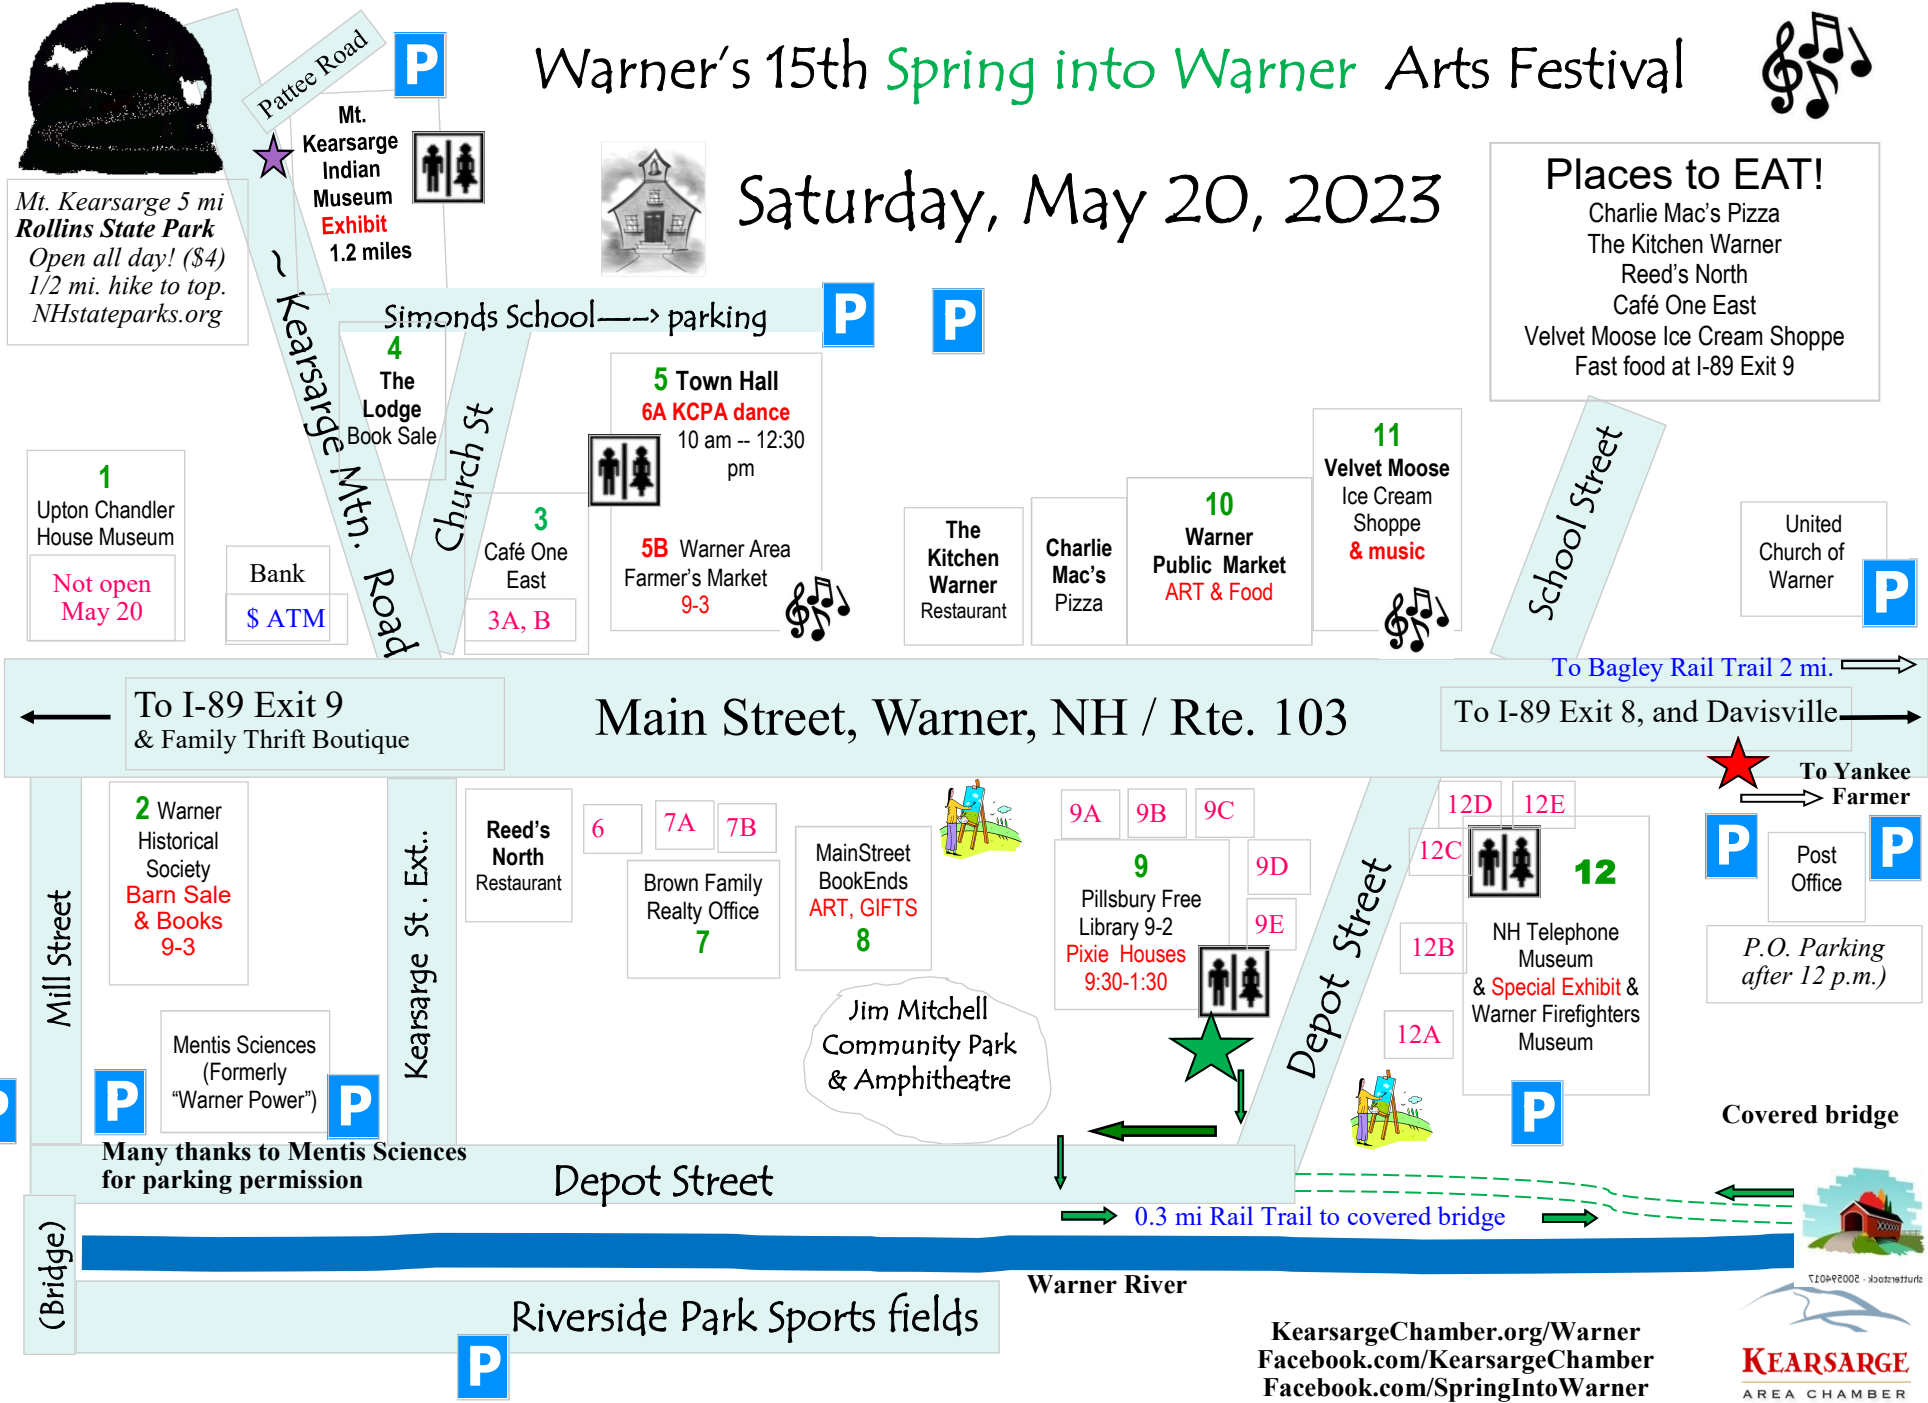 Warner's 15th Spring into Warner Arts Festival
Saturday, May 20, 2023
Pattee Road
P
Mt.
Kearsarge
Indian
Museum
Exhibit
1.2 miles
Mt. Kearsarge 5 mi
Rollins State Park
Open all day! ($4)
1/2 mi. hike to top.
NHstateparks.org
Places to EAT!
Charlie Mac's Pizza
The Kitchen Warner
Reed's North
Café One East
Velvet Moose Ice Cream Shoppe
Fast food at I-89 Exit 9
~ Kearsarge Mtn. Road
Simonds School—--> parking
P
P
4
The
Lodge
Book Sale
Church St
5 Town Hall
6A KCPA dance
10 am -- 12:30
pm
5B Warner Area
Farmer's Market
9-3
1
Upton Chandler
House Museum
Not open
May 20
Bank
$ ATM
3
Café One
East
3A, B
The
Kitchen
Warner
Restaurant
Charlie
Mac's
Pizza
10
Warner
Public Market
ART & Food
11
Velvet Moose
Ice Cream
Shoppe
& music
School Street
United
Church of
Warner
P
To Bagley Rail Trail 2 mi.
To I-89 Exit 9
& Family Thrift Boutique
Main Street, Warner, NH / Rte. 103
To I-89 Exit 8, and Davisville
To Yankee
Farmer
Mill Street
2 Warner
Historical
Society
Barn Sale
& Books
9-3
Kearsarge St . Ext..
Reed's
North
Restaurant
6
7A
7B
Brown Family
Realty Office
7
MainStreet
BookEnds
ART, GIFTS
8
9A
9B
9C
9
Pillsbury Free
Library 9-2
Pixie Houses
9:30-1:30
9D
9E
Depot Street
12D
12E
12C
12
12B
12A
NH Telephone
Museum
& Special Exhibit &
Warner Firefighters
Museum
P
P
Post
Office
P
P.O. Parking
after 12 p.m.)
Jim Mitchell
Community Park
& Amphitheatre
Mentis Sciences
(Formerly
“Warner Power”)
P
P
P
Many thanks to Mentis Sciences
for parking permission
Covered bridge
Depot Street
0.3 mi Rail Trail to covered bridge
(Bridge)
Warner River
shutterstock · 500594017
Riverside Park Sports fields
P
KearsargeChamber.org/Warner
Facebook.com/KearsargeChamber
Facebook.com/SpringIntoWarner
KEARSARGE
AREA CHAMBER